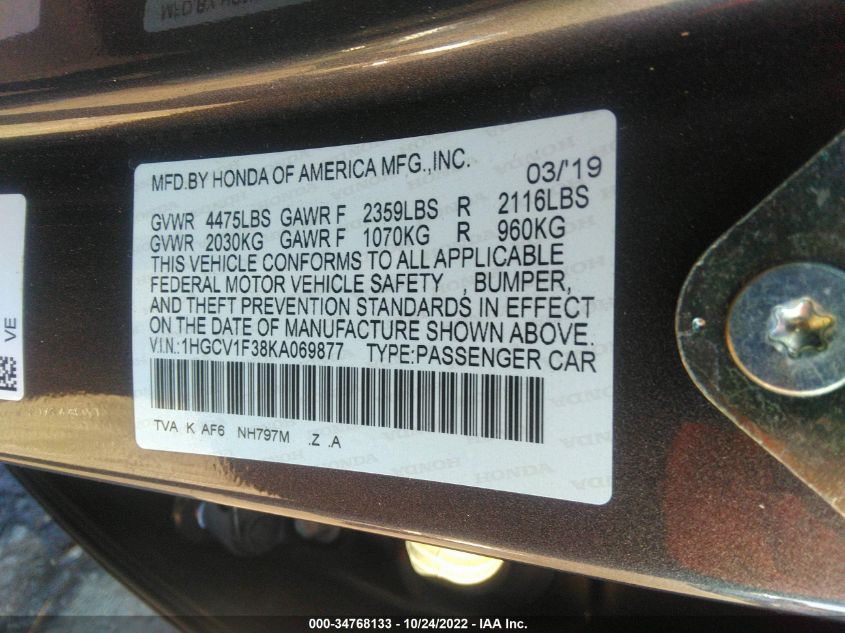 MFD.BY HONDA OF AMERICA MFG.,INC. 03/'19
GVWR 4475LBS GAWR F 2359LBS R 2116LBS
GVWR 2030KG GAWR F 1070KG R 960KG
THIS VEHICLE CONFORMS TO ALL APPLICABLE
FEDERAL MOTOR VEHICLE SAFETY , BUMPER,
AND THEFT PREVENTION STANDARDS IN EFFECT
ON THE DATE OF MANUFACTURE SHOWN ABOVE.
V.I.N.:1HGCV1F38KA069877 TYPE:PASSENGER CAR
TVA K AF6 NH797M .Z .A
VE
HONDA HONDA HONDA
000-34768133 - 10/24/2022 - IAA Inc.